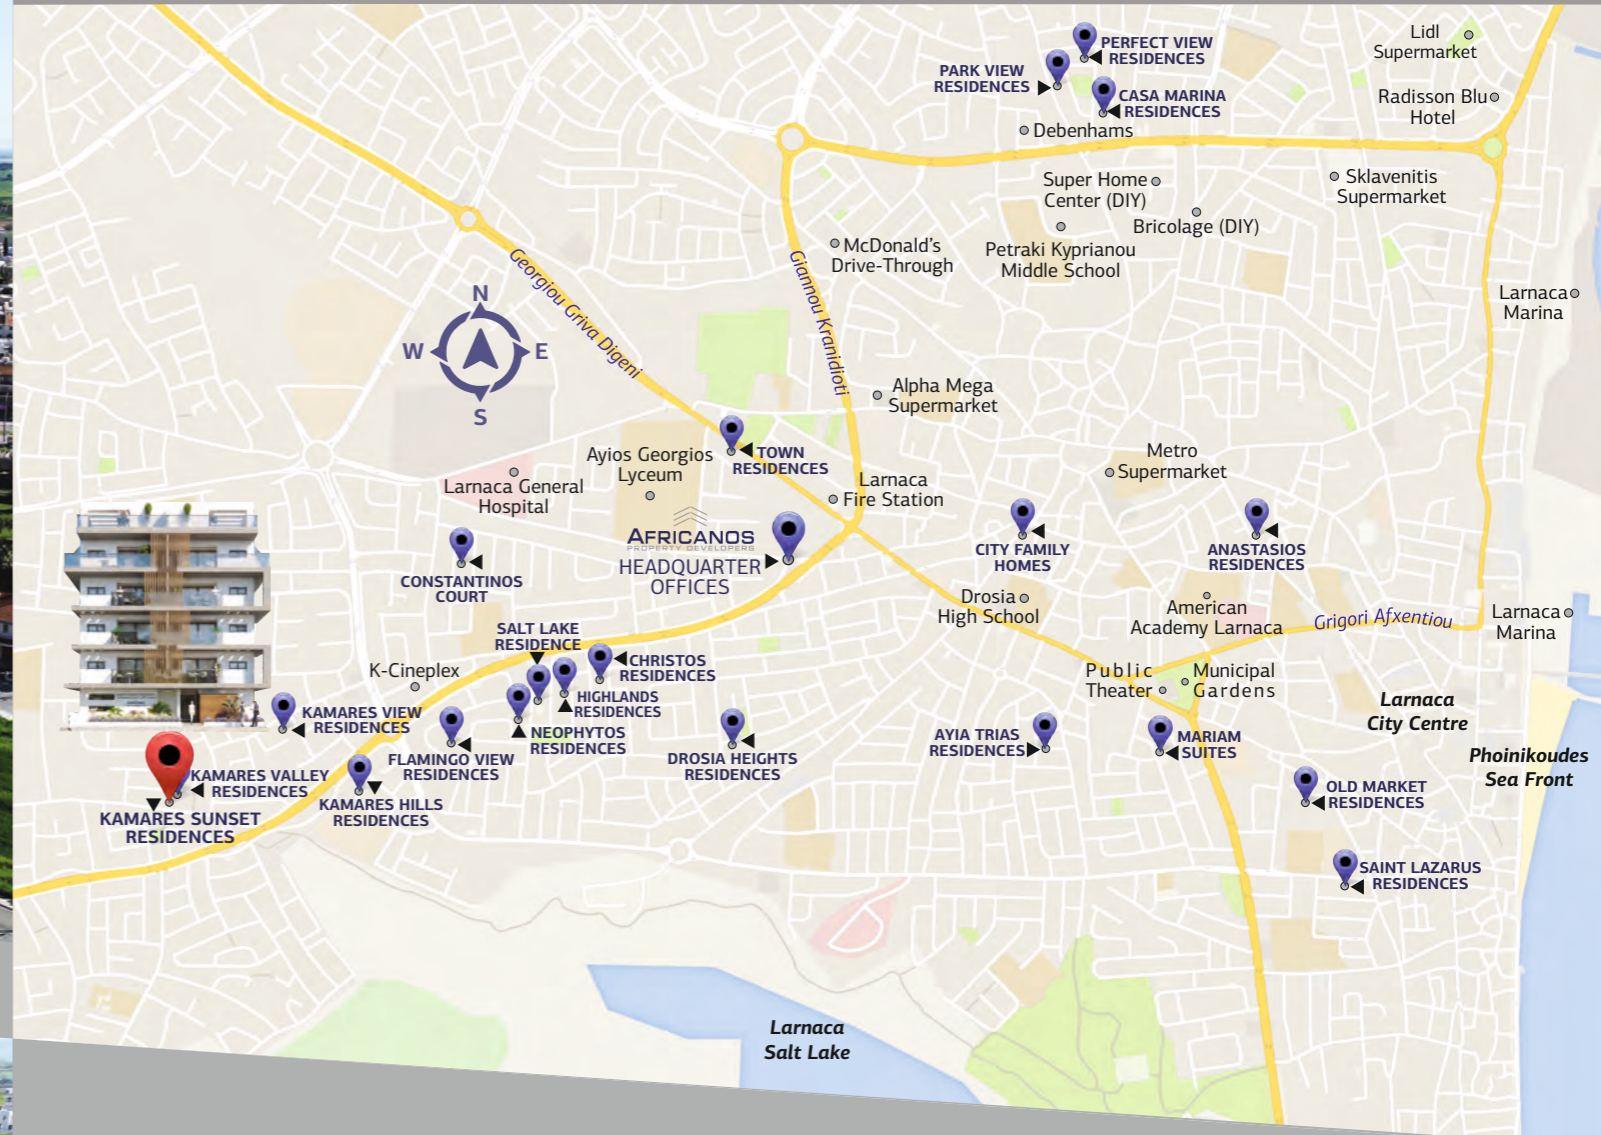 PERFECT VIEW
RESIDENCES
PARK VIEW
RESIDENCES
CASA MARINA
RESIDENCES
Debenhams
Lidl
Supermarket
Radisson Blu
Hotel
Super Home
Center (DIY)
Bricolage (DIY)
Sklavenitis
Supermarket
Petraki Kyprianou
Middle School
McDonald's
Drive-Through
Georgiou Griva Digeni
Giannou Kranidioti
Larnaca
Marina
N
W
E
S
Alpha Mega
Supermarket
TOWN
RESIDENCES
Ayios Georgios
Lyceum
Larnaca General
Hospital
Larnaca
Fire Station
Metro
Supermarket
AFRICANOS
PROPERTY DEVELOPERS
HEADQUARTER
OFFICES
CONSTANTINOS
COURT
CITY FAMILY
HOMES
ANASTASIOS
RESIDENCES
Drosia
High School
American
Academy Larnaca
Grigori Afxentiou
Larnaca
Marina
SALT LAKE
RESIDENCE
CHRISTOS
RESIDENCES
K-Cineplex
HIGHLANDS
RESIDENCES
NEOPHYTOS
RESIDENCES
Public
Theater
Municipal
Gardens
Larnaca
City Centre
KAMARES VIEW
RESIDENCES
FLAMINGO VIEW
RESIDENCES
DROSIA HEIGHTS
RESIDENCES
AYIA TRIAS
RESIDENCES
MARIAM
SUITES
Phoinikoudes
Sea Front
KAMARES VALLEY
RESIDENCES
KAMARES HILLS
RESIDENCES
OLD MARKET
RESIDENCES
KAMARES SUNSET
RESIDENCES
SAINT LAZARUS
RESIDENCES
Larnaca
Salt Lake